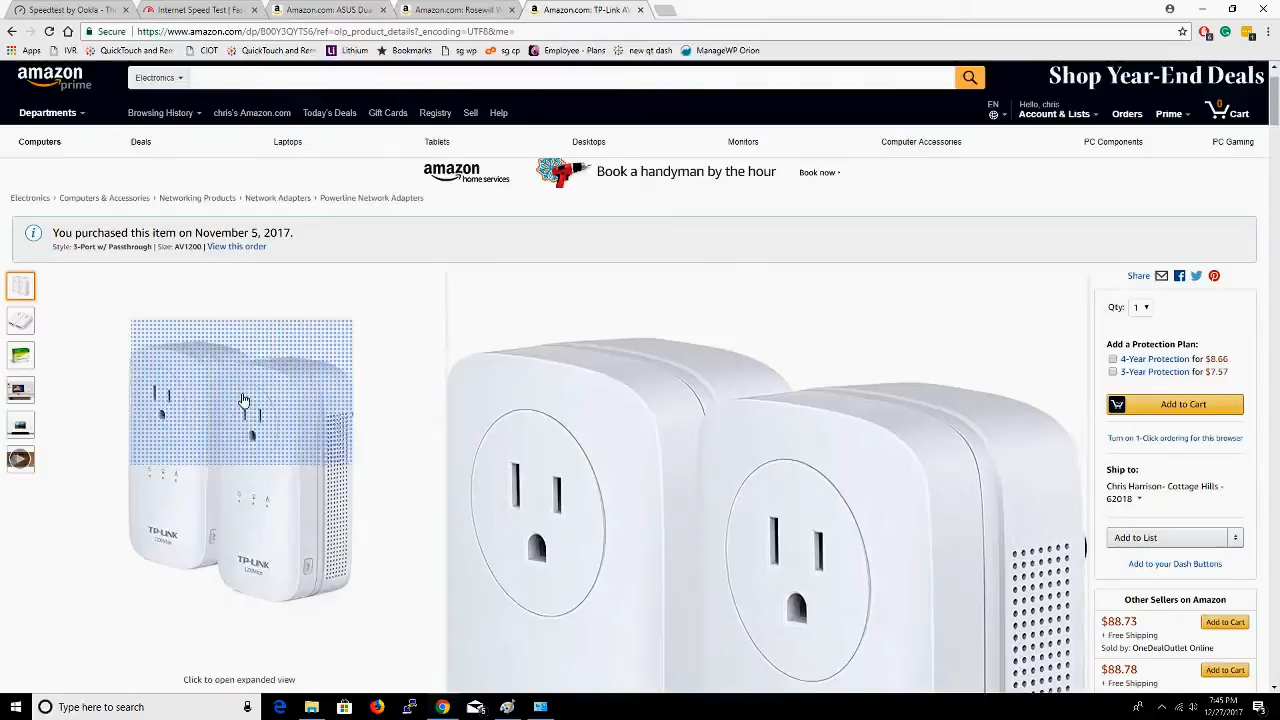 Speedtest by Ookla - Th
Internet Speed Test | Fas
Amazon.com: ASUS Dua
Amazon.com: Rosewill W
Amazon.com: TP-Link AV
Secure
https://www.amazon.com/dp/B00Y3QYTS6/ref=olp_product_details?_encoding=UTF8&me=
Apps
IVR
QuickTouch and Rem
CIOT
QuickTouch and Rem
Lithium
Bookmarks
sg wp
sg cp
Employee - Plans
new qt dash
ManageWP Orion
amazon prime
Electronics
Shop Year-End Deals
Departments
Browsing History
chris's Amazon.com
Today's Deals
Gift Cards
Registry
Sell
Help
EN
Hello, chris
Account & Lists
Orders
Prime
0
Cart
Computers
Deals
Laptops
Tablets
Desktops
Monitors
Computer Accessories
PC Components
PC Gaming
amazon home services
Book a handyman by the hour
Book now ›
Electronics › Computers & Accessories › Networking Products › Network Adapters › Powerline Network Adapters
You purchased this item on November 5, 2017.
Style: 3-Port w/ Passthrough | Size: AV1200 | View this order
Share
Qty: 1
Add a Protection Plan:
4-Year Protection for $8.66
3-Year Protection for $7.57
Add to Cart
Turn on 1-Click ordering for this browser
Ship to:
Chris Harrison- Cottage Hills -
62018
Add to List
Add to your Dash Buttons
Other Sellers on Amazon
$88.73
Add to Cart
+ Free Shipping
Sold by: OneDealOutlet Online
$88.78
Add to Cart
+ Free Shipping
TP-LINK
TP-LINK
Click to open expanded view
Type here to search
7:45 PM
12/27/2017